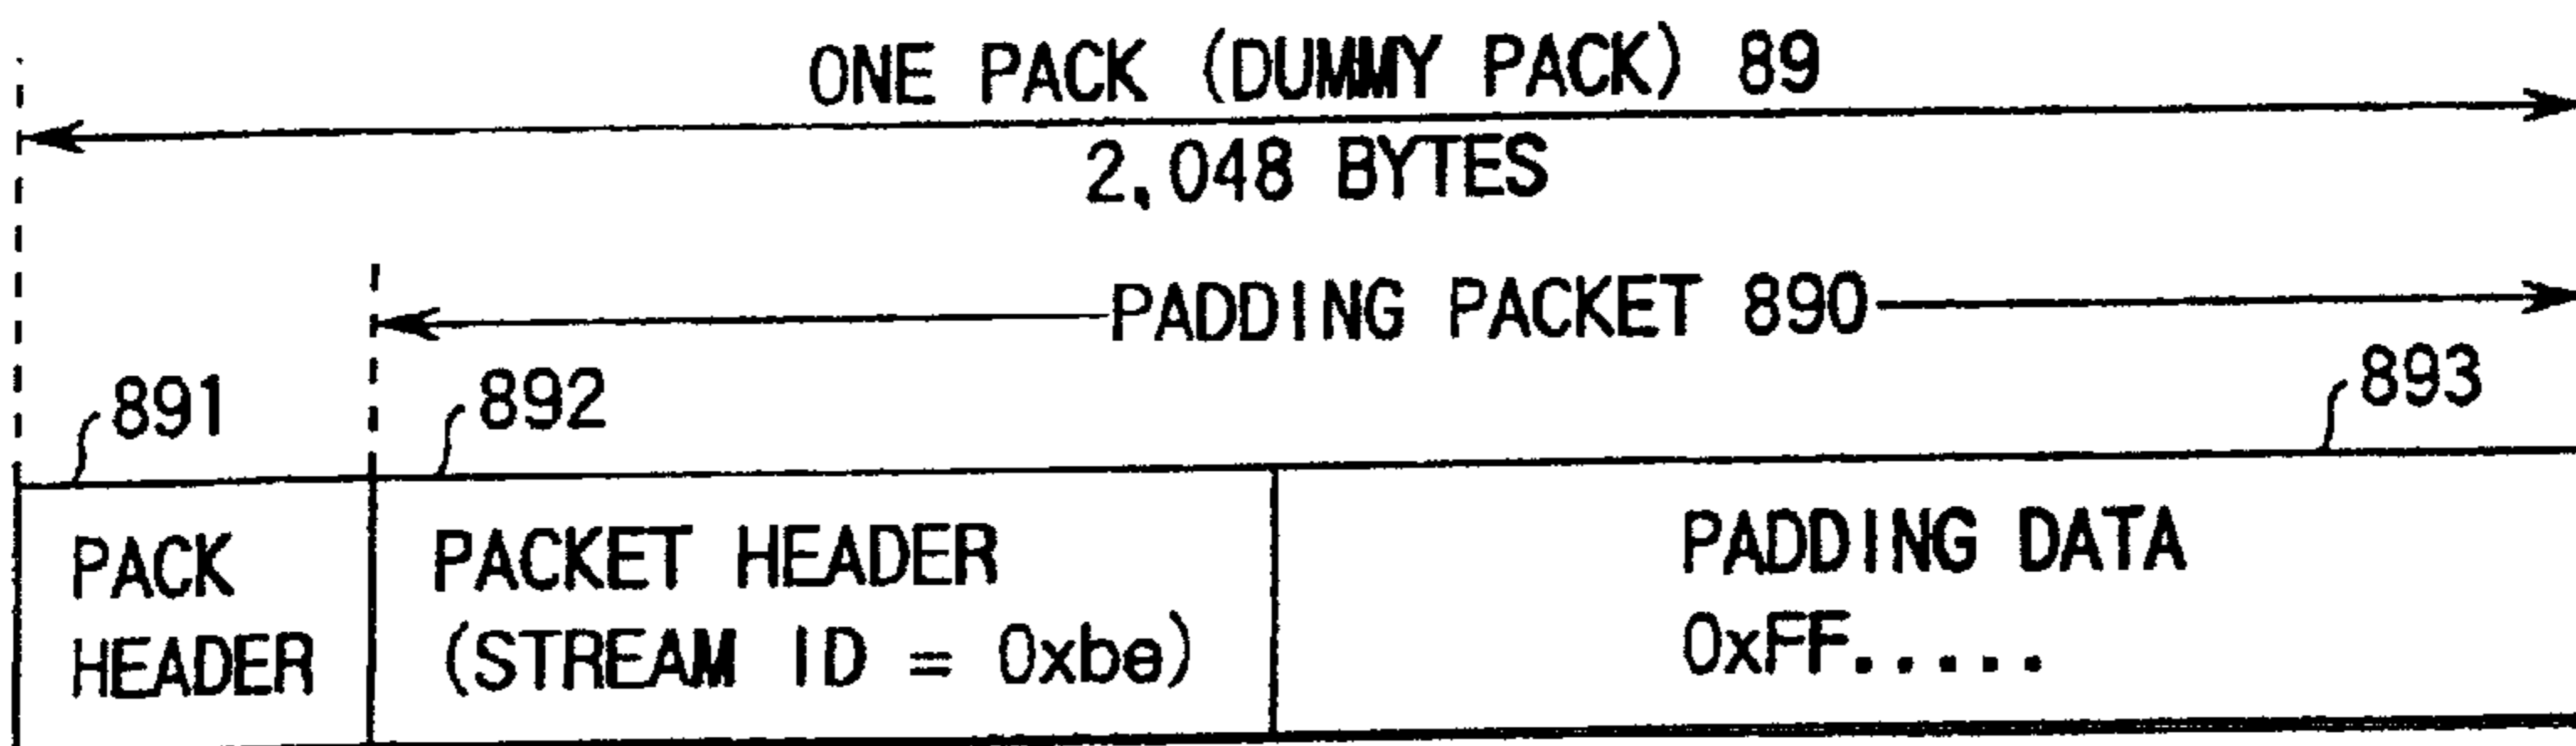 ONE PACK (DUMMY PACK) 89
2,048 BYTES
PADDING PACKET 890
891
892
893
PACK
HEADER
PACKET HEADER
(STREAM ID = 0xbe)
PADDING DATA
0xFF.....